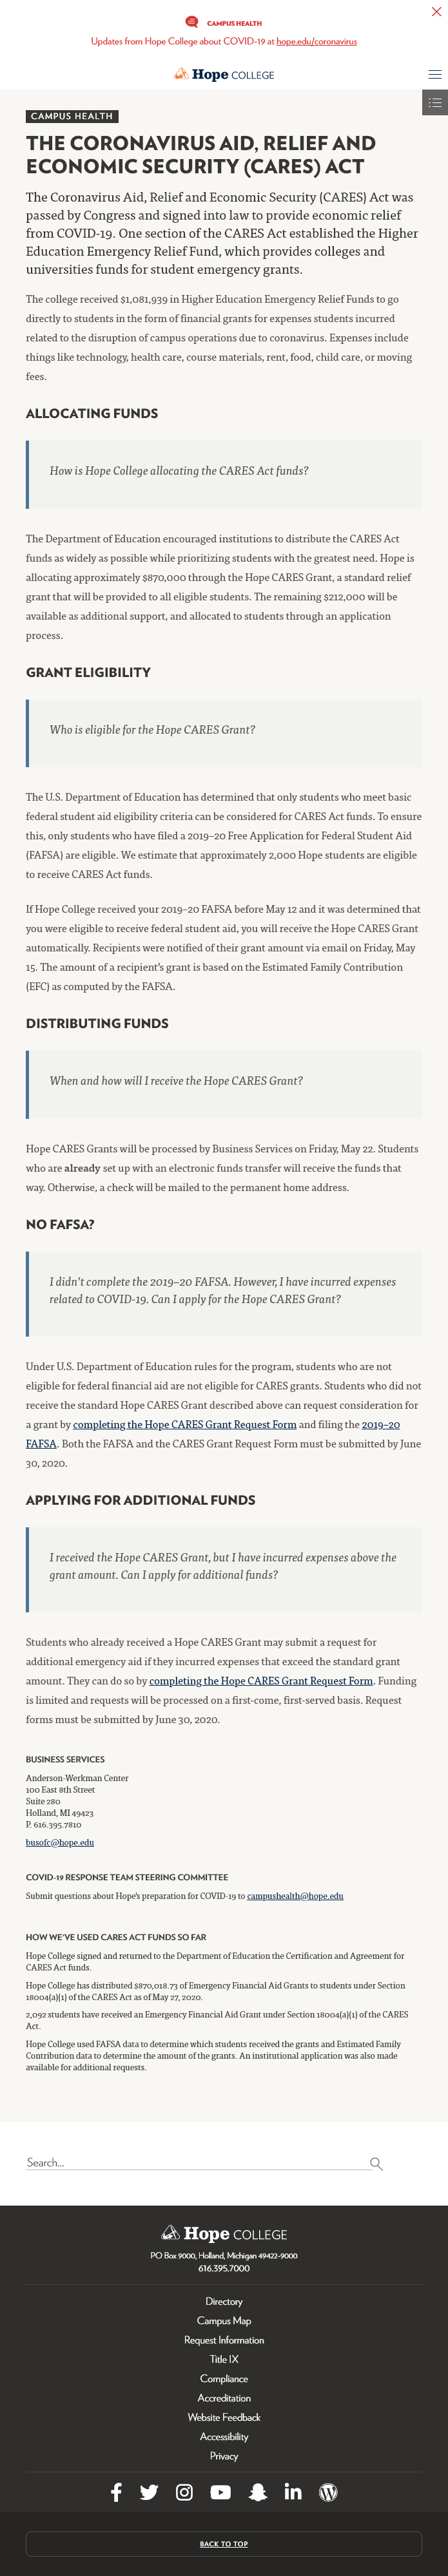 CAMPUS HEALTH
Updates from Hope College about COVID-19 at hope.edu/coronavirus
Hope COLLEGE
CAMPUS HEALTH
THE CORONAVIRUS AID, RELIEF AND
ECONOMIC SECURITY (CARES) ACT
The Coronavirus Aid, Relief and Economic Security (CARES) Act was
passed by Congress and signed into law to provide economic relief
from COVID-19. One section of the CARES Act established the Higher
Education Emergency Relief Fund, which provides colleges and
universities funds for student emergency grants.
The college received $1,081,939 in Higher Education Emergency Relief Funds to go
directly to students in the form of financial grants for expenses students incurred
related to the disruption of campus operations due to coronavirus. Expenses include
things like technology, health care, course materials, rent, food, child care, or moving
fees.
ALLOCATING FUNDS
How is Hope College allocating the CARES Act funds?
The Department of Education encouraged institutions to distribute the CARES Act
funds as widely as possible while prioritizing students with the greatest need. Hope is
allocating approximately $870,000 through the Hope CARES Grant, a standard relief
grant that will be provided to all eligible students. The remaining $212,000 will be
available as additional support, and allocated to students through an application
process.
GRANT ELIGIBILITY
Who is eligible for the Hope CARES Grant?
The U.S. Department of Education has determined that only students who meet basic
federal student aid eligibility criteria can be considered for CARES Act funds. To ensure
this, only students who have filed a 2019–20 Free Application for Federal Student Aid
(FAFSA) are eligible. We estimate that approximately 2,000 Hope students are eligible
to receive CARES Act funds.
If Hope College received your 2019–20 FAFSA before May 12 and it was determined that
you were eligible to receive federal student aid, you will receive the Hope CARES Grant
automatically. Recipients were notified of their grant amount via email on Friday, May
15. The amount of a recipient's grant is based on the Estimated Family Contribution
(EFC) as computed by the FAFSA.
DISTRIBUTING FUNDS
When and how will I receive the Hope CARES Grant?
Hope CARES Grants will be processed by Business Services on Friday, May 22. Students
who are already set up with an electronic funds transfer will receive the funds that
way. Otherwise, a check will be mailed to the permanent home address.
NO FAFSA?
I didn't complete the 2019–20 FAFSA. However, I have incurred expenses
related to COVID-19. Can I apply for the Hope CARES Grant?
Under U.S. Department of Education rules for the program, students who are not
eligible for federal financial aid are not eligible for CARES grants. Students who did not
receive the standard Hope CARES Grant described above can request consideration for
a grant by completing the Hope CARES Grant Request Form and filing the 2019–20
FAFSA. Both the FAFSA and the CARES Grant Request Form must be submitted by June
30, 2020.
APPLYING FOR ADDITIONAL FUNDS
I received the Hope CARES Grant, but I have incurred expenses above the
grant amount. Can I apply for additional funds?
Students who already received a Hope CARES Grant may submit a request for
additional emergency aid if they incurred expenses that exceed the standard grant
amount. They can do so by completing the Hope CARES Grant Request Form. Funding
is limited and requests will be processed on a first-come, first-served basis. Request
forms must be submitted by June 30, 2020.
BUSINESS SERVICES
Anderson-Werkman Center
100 East 8th Street
Suite 280
Holland, MI 49423
P. 616.395.7810
busofc@hope.edu
COVID-19 RESPONSE TEAM STEERING COMMITTEE
Submit questions about Hope's preparation for COVID-19 to campushealth@hope.edu
HOW WE'VE USED CARES ACT FUNDS SO FAR
Hope College signed and returned to the Department of Education the Certification and Agreement for
CARES Act funds.
Hope College has distributed $870,018.73 of Emergency Financial Aid Grants to students under Section
18004(a)(1) of the CARES Act as of May 27, 2020.
2,092 students have received an Emergency Financial Aid Grant under Section 18004(a)(1) of the CARES
Act.
Hope College used FAFSA data to determine which students received the grants and Estimated Family
Contribution data to determine the amount of the grants. An institutional application was also made
available for additional requests.
Search...
Hope COLLEGE
PO Box 9000, Holland, Michigan 49422-9000
616.395.7000
Directory
Campus Map
Request Information
Title IX
Compliance
Accreditation
Website Feedback
Accessibility
Privacy
BACK TO TOP